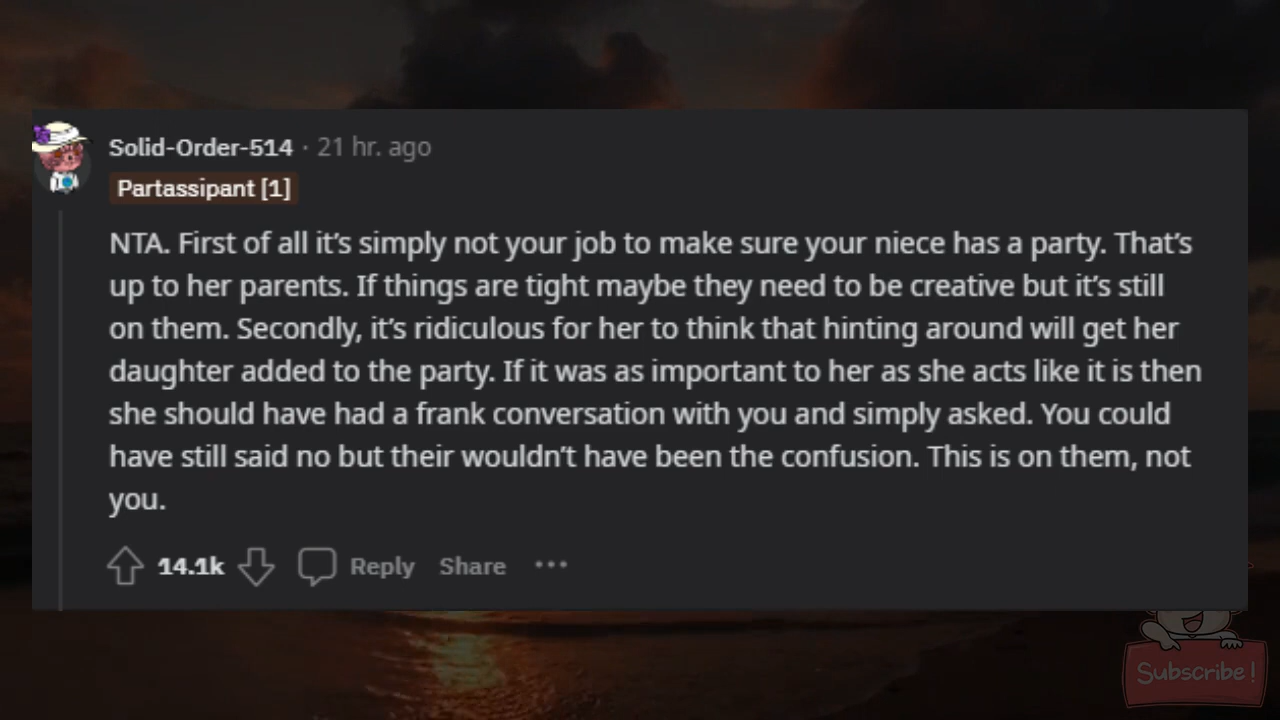 Solid-Order-514 · 21 hr. ago
Partassipant [1]
NTA. First of all it's simply not your job to make sure your niece has a party. That's
up to her parents. If things are tight maybe they need to be creative but it's still
on them. Secondly, it's ridiculous for her to think that hinting around will get her
daughter added to the party. If it was as important to her as she acts like it is then
she should have had a frank conversation with you and simply asked. You could
have still said no but their wouldn't have been the confusion. This is on them, not
you.
14.1k Reply Share ···
Subscribe!